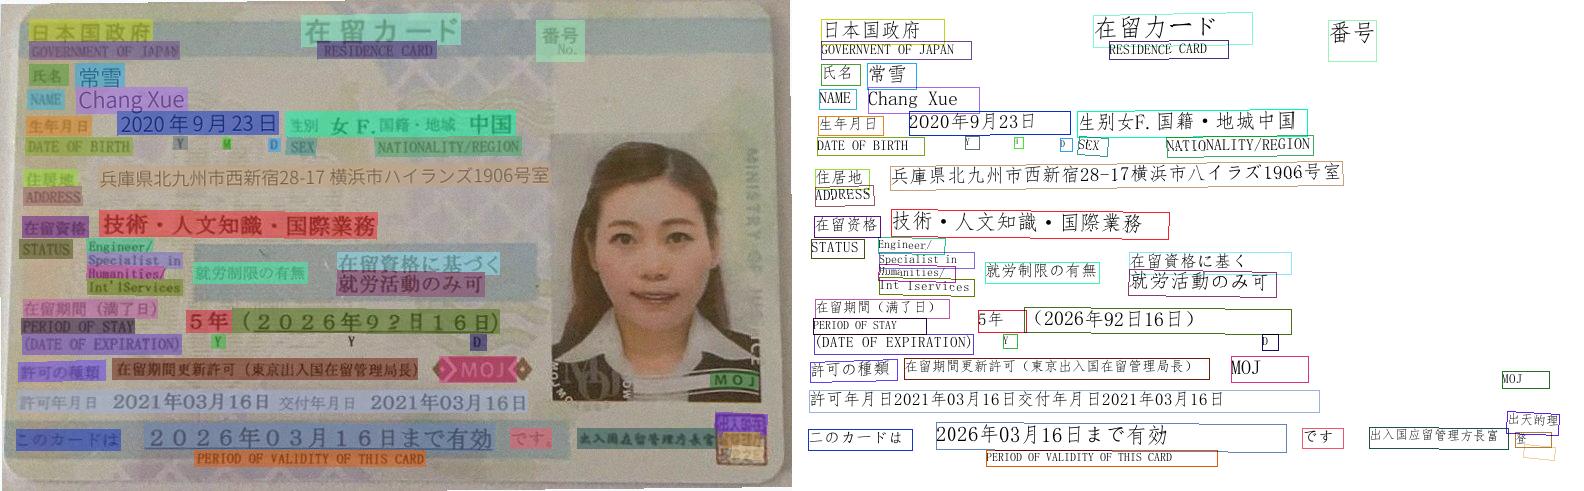 日本国政府 在留カード 番号
GOVERNMENT OF JAPAN RESIDENCE CARD No.
氏名 常雪
NAME Chang Xue
生年月日 2020年9月23日 生别 女 F. 国籍・地城 中国
DATE OF BIRTH Y M D SEX NATIONALITY/REGION
住居地 兵庫県北九州市西新宿28-17 横浜市ハイランズ1906号室
ADDRESS
在留資格 技術・人文知識・国際業務
STATUS Engineer/
Specialist in
Humanities/
Int'lServices
就労制限の有無 在留資格に基づく
就労活動のみ可
在留期間(満了日) 5年(2026年92月16日)
PERIOD OF STAY
(DATE OF EXPIRATION) Y Y D
許可の種類 在留期間更新許可(東京出入国在留管理局長) MOJ
MOJ
許可年月日 2021年03月16日 交付年月日 2021年03月16日
このカードは 2026年03月16日まで有効 です。 出入国在留管理庁長官
PERIOD OF VALIDITY OF THIS CARD
日本国政府 在留カード 番号
GOVERNMENT OF JAPAN RESIDENCE CARD
氏名 常雪
NAME Chang Xue
生年月日 2020年9月23日 生别女F.国籍・地城中国
DATE OF BIRTH Y SEX NATIONALITY/REGION
住居地 兵庫県北九州市西新宿28-17横浜市ハイラズ1906号室
ADDRESS
在留資格 技術・人文知識・国際業務
STATUS Engineer/
Specialist in
Humanities/
Int'lservices
就労制限の有無 在留資格に基く
就労活動のみ可
在留期間(満了日) 5年 (2026年92日16日)
PERIOD OF STAY
(DATE OF EXPIRATION) Y D
許可の種類 在留期間更新許可(東京出入国在留管理局長) MOJ
MOJ
許可年月日2021年03月16日交付年月日2021年03月16日
二のカードは 2026年03月16日まで有効 です 出入国应留管理方長富 出天的理
PERIOD OF VALIDITY OF THIS CARD